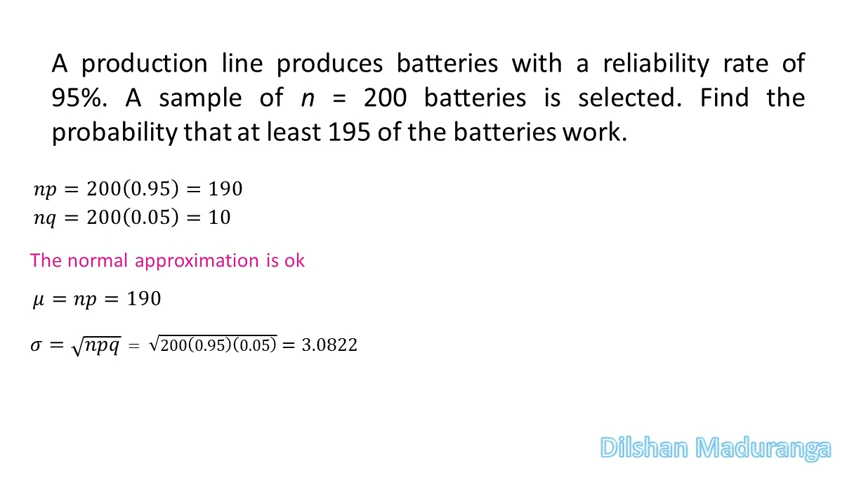 A production line produces batteries with a reliability rate of
95%. A sample of n = 200 batteries is selected. Find the
probability that at least 195 of the batteries work.
np = 200(0.95) = 190
nq = 200(0.05) = 10
The normal approximation is ok
μ = np = 190
σ = √npq = √200(0.95)(0.05) = 3.0822
Dilshan Maduranga